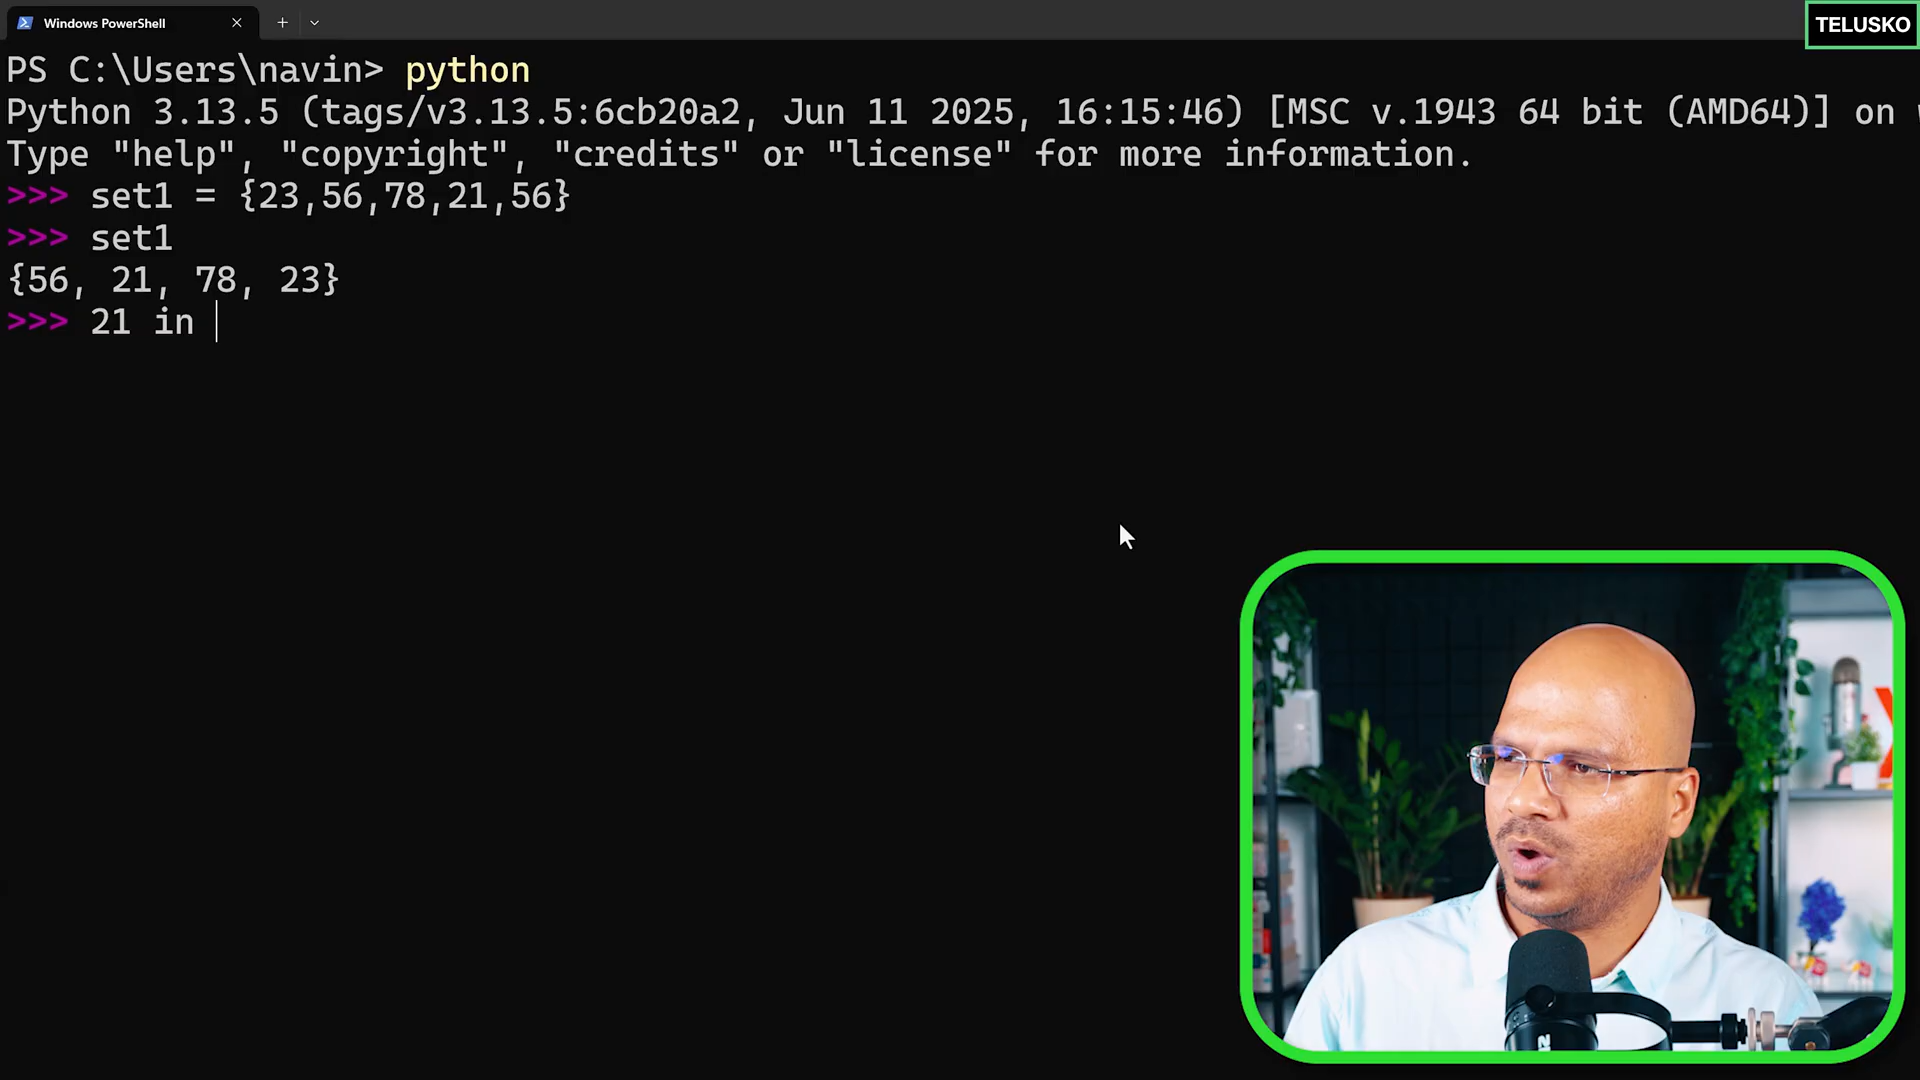 Windows PowerShell
TELUSKO
PS C:\Users\navin> python
Python 3.13.5 (tags/v3.13.5:6cb20a2, Jun 11 2025, 16:15:46) [MSC v.1943 64 bit (AMD64)] on
Type "help", "copyright", "credits" or "license" for more information.
>>> set1 = {23,56,78,21,56}
>>> set1
{56, 21, 78, 23}
>>> 21 in